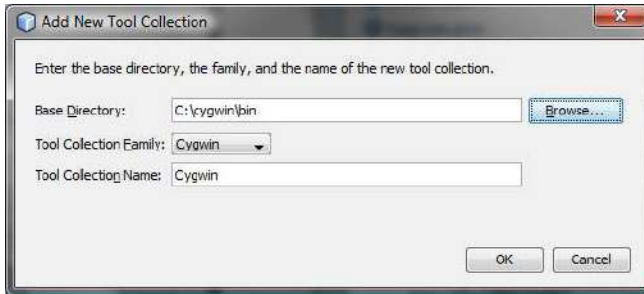 Add New Tool Collection
Enter the base directory, the family, and the name of the new tool collection.
Base Directory: C:\cygwin\bin Browse...
Tool Collection Family: Cygwin
Tool Collection Name: Cygwin
OK Cancel